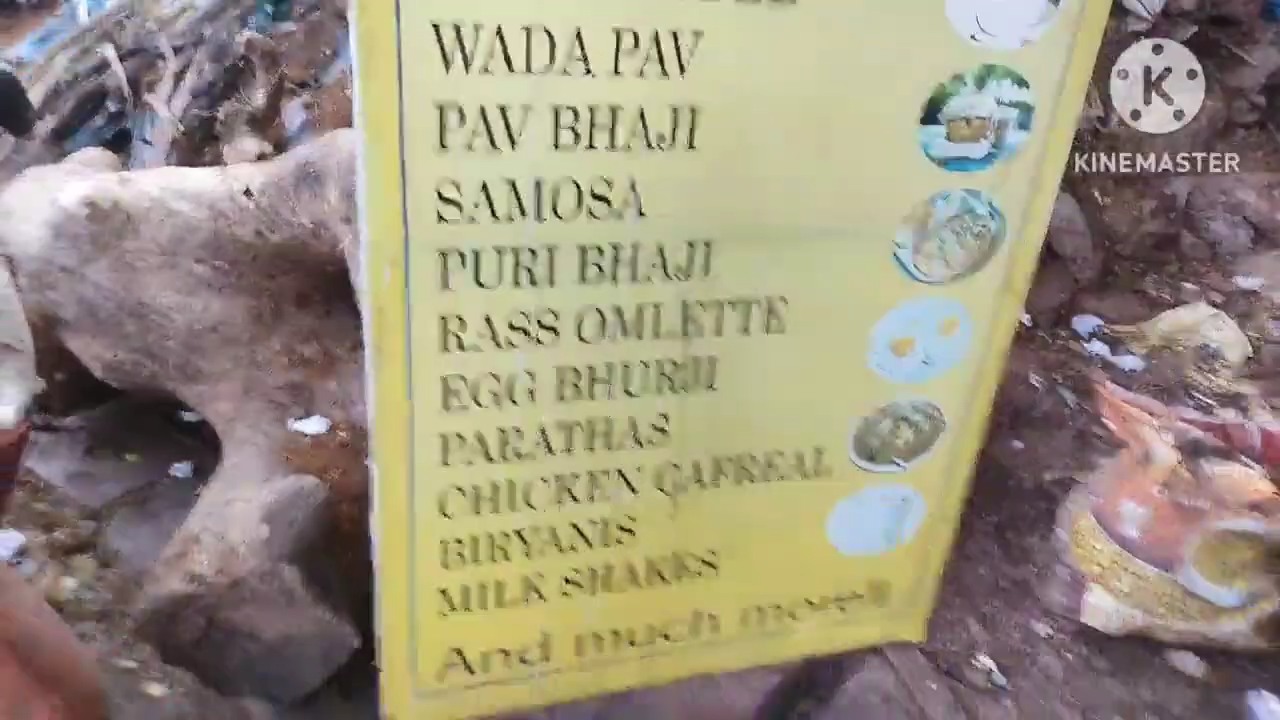 WADA PAV
PAV BHAJI
SAMOSA
PURI BHAJI
RASS OMLETTE
EGG BHURJI
PARATHAS
CHICKEN CAFREAL
BIRYANIS
MILK SHAKES
And much more!!
K
KINEMASTER